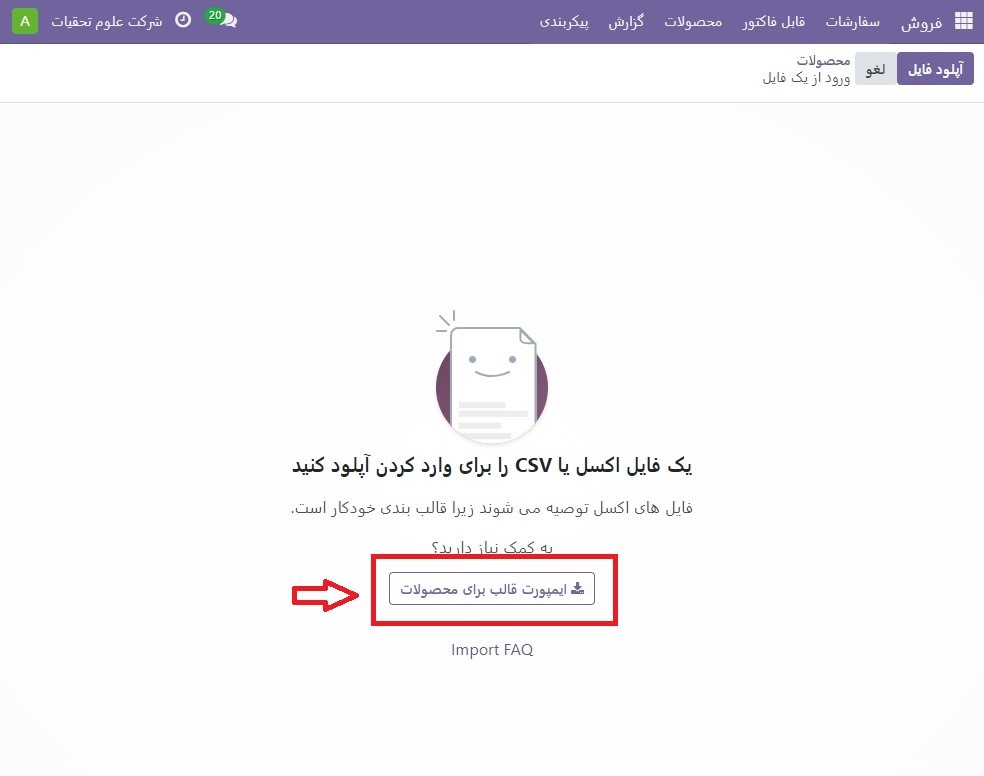 فروش سفارشات قابل فاکتور محصولات گزارش پیکربندی 20 شرکت علوم تحقیات A
آپلود فایل لغو محصولات
ورود از یک فایل
یک فایل اکسل یا CSV را برای وارد کردن آپلود کنید
فایل های اکسل توصیه می شوند زیرا قالب بندی خودکار است.
به کمک نیاز دارید؟
ایمپورت قالب برای محصولات
Import FAQ